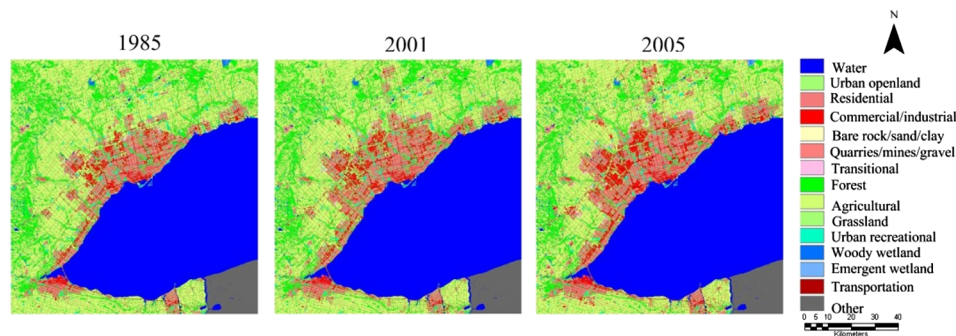 N
1985
2001
2005
Water
Urban openland
Residential
Commercial/industrial
Bare rock/sand/clay
Quarries/mines/gravel
Transitional
Forest
Agricultural
Grassland
Urban recreational
Woody wetland
Emergent wetland
Transportation
Other
0 5 10 20 30 40
Kilometers